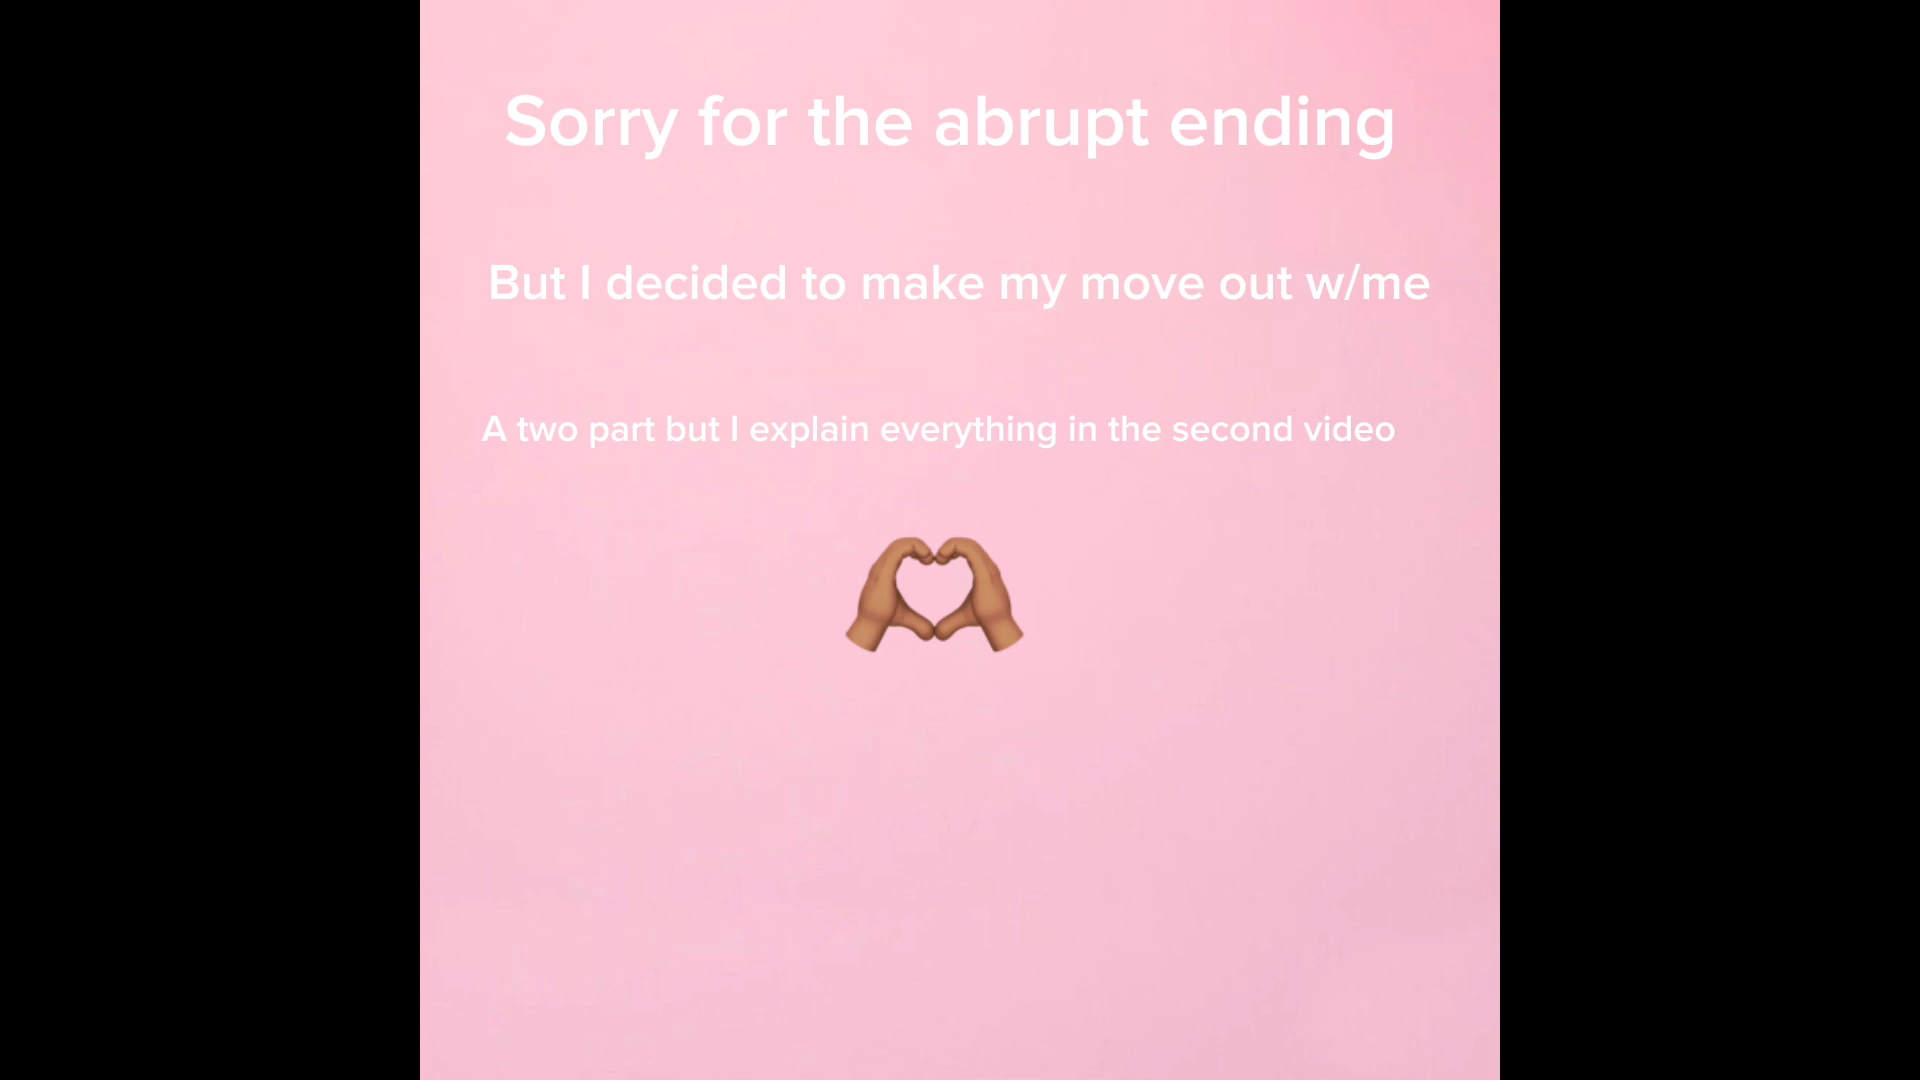 Sorry for the abrupt ending
But I decided to make my move out w/me
A two part but I explain everything in the second video